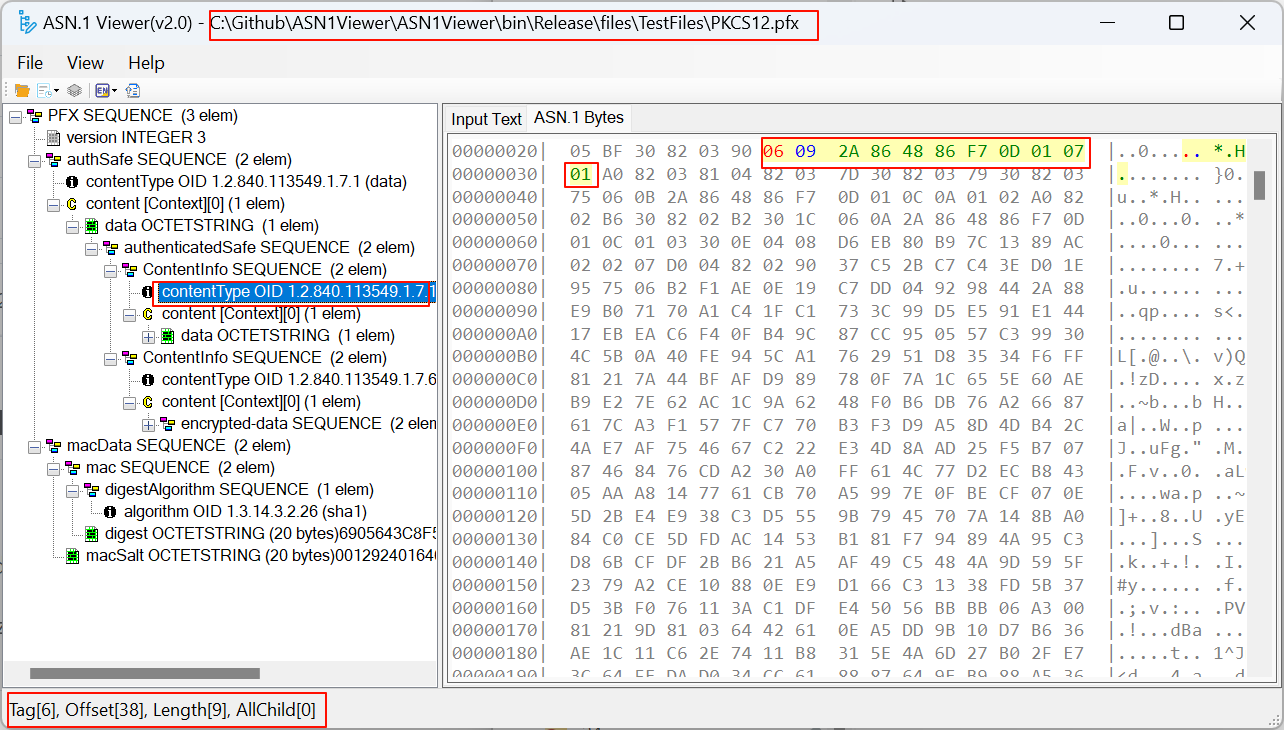 ASN.1 Viewer(v2.0) - C:\Github\ASN1Viewer\ASN1Viewer\bin\Release\files\TestFiles\PKCS12.pfx
File View Help
EN
PFX SEQUENCE (3 elem)
version INTEGER 3
authSafe SEQUENCE (2 elem)
contentType OID 1.2.840.113549.1.7.1 (data)
content [Context][0] (1 elem)
data OCTETSTRING (1 elem)
authenticatedSafe SEQUENCE (2 elem)
ContentInfo SEQUENCE (2 elem)
contentType OID 1.2.840.113549.1.7.1
content [Context][0] (1 elem)
data OCTETSTRING (1 elem)
ContentInfo SEQUENCE (2 elem)
contentType OID 1.2.840.113549.1.7.6
content [Context][0] (1 elem)
encrypted-data SEQUENCE (2 elem
macData SEQUENCE (2 elem)
mac SEQUENCE (2 elem)
digestAlgorithm SEQUENCE (1 elem)
algorithm OID 1.3.14.3.2.26 (sha1)
digest OCTETSTRING (20 bytes)6905643C8F5
macSalt OCTETSTRING (20 bytes)00129240164
Input Text ASN.1 Bytes
00000020| 05 BF 30 82 03 90 06 09 2A 86 48 86 F7 0D 01 07 |..0..... *.H
00000030| 01 A0 82 03 81 04 82 03 7D 30 82 03 79 30 82 03 |........ }0.
00000040| 75 06 0B 2A 86 48 86 F7 0D 01 0C 0A 01 02 A0 82 |u..*.H.. ....
00000050| 02 B6 30 82 02 B2 30 1C 06 0A 2A 86 48 86 F7 0D |..0...0. ..*
00000060| 01 0C 01 03 30 0E 04 08 D6 EB 80 B9 7C 13 89 AC |....0... ....
00000070| 02 02 07 D0 04 82 02 90 37 C5 2B C7 C4 3E D0 1E |........ 7.+
00000080| 95 75 06 B2 F1 AE 0E 19 C7 DD 04 92 98 44 2A 88 |.u...... ....
00000090| E9 B0 71 70 A1 C4 1F C1 73 3C 99 D5 E5 91 E1 44 |..qp.... s<.
000000A0| 17 EB EA C6 F4 0F B4 9C 87 CC 95 05 57 C3 99 30 |........ ....
000000B0| 4C 5B 0A 40 FE 94 5C A1 76 29 51 D8 35 34 F6 FF |L[.@..\. v)Q
000000C0| 81 21 7A 44 BF AF D9 89 78 0F 7A 1C 65 5E 60 AE |.!zD.... x.z
000000D0| B9 E2 7E 62 AC 1C 9A 62 48 F0 B6 DB 76 A2 66 87 |..~b...b H..
000000E0| 61 7C A3 F1 57 7F C7 70 B3 F3 D9 A5 8D 4D B4 2C |a|..W..p ...
000000F0| 4A E7 AF 75 46 67 C2 22 E3 4D 8A AD 25 F5 B7 07 |J..uFg." .M.
00000100| 87 46 84 76 CD A2 30 A0 FF 61 4C 77 D2 EC B8 43 |.F.v..0. .aL
00000110| 05 AA A8 14 77 61 CB 70 A5 99 7E 0F BE CF 07 0E |....wa.p ..~
00000120| 5D 2B E4 E9 38 C3 D5 55 9B 79 45 70 7A 14 8B A0 |]+..8..U .yE
00000130| 84 C0 CE 5D FD AC 14 53 B1 81 F7 94 89 4A 95 C3 |...]...S ....
00000140| D8 6B CF DF 2B B6 21 A5 AF 49 C5 48 4A 9D 59 5F |.k..+.!. .I.
00000150| 23 79 A2 CE 10 88 0E E9 D1 66 C3 13 38 FD 5B 37 |#y...... .f.
00000160| D5 3B F0 76 11 3A C1 DF E4 50 56 BB BB 06 A3 00 |.;.v.:.. .PV
00000170| 81 21 9D 81 03 64 42 61 0E A5 DD 9B 10 D7 B6 36 |.!...dBa ...
00000180| AE 1C 11 C6 2E 74 11 B8 31 5E 4A 6D 27 B0 2F E7 |.....t.. 1^J
00000190|
Tag[6], Offset[38], Length[9], AllChild[0]